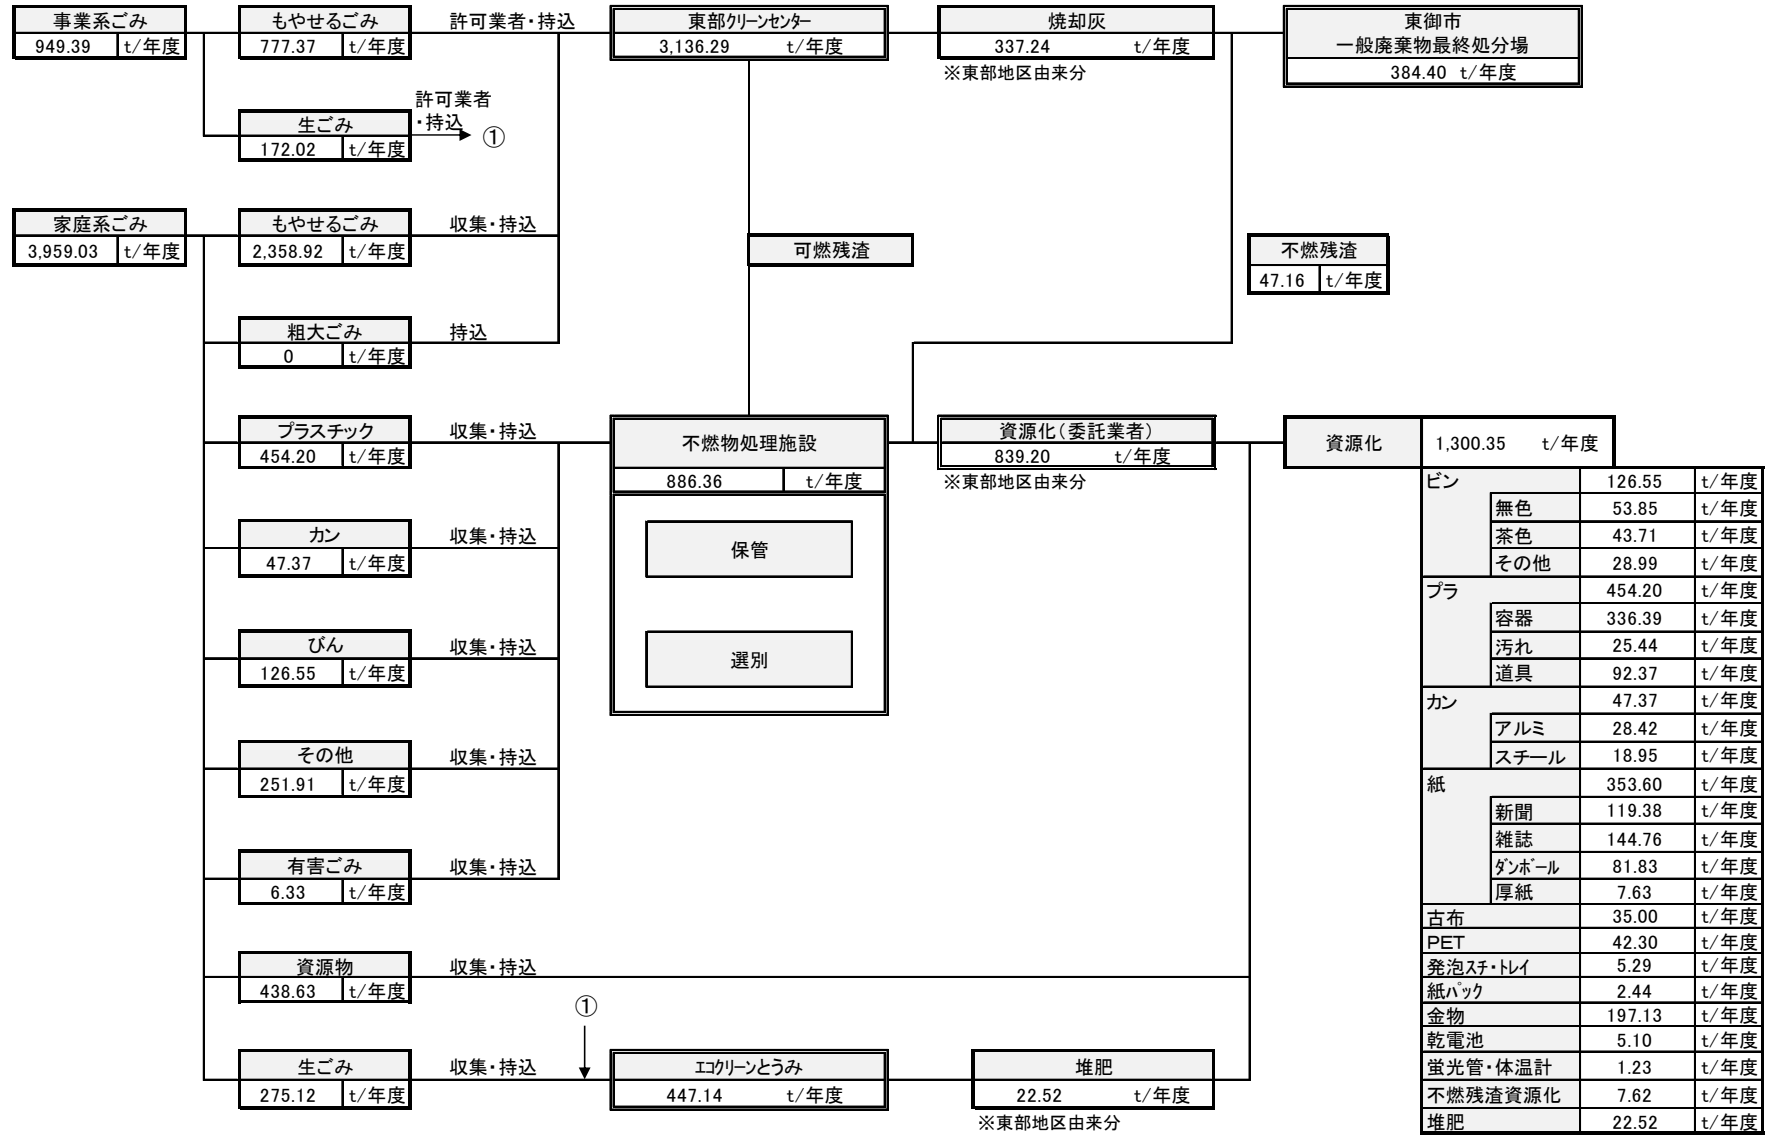 事業系ごみ
949.39 t/年度
もやせるごみ
777.37 t/年度
許可業者・持込
東部クリーンセンター
3,136.29 t/年度
焼却灰
337.24 t/年度
※東部地区由来分
東御市
一般廃棄物最終処分場
384.40 t/年度
生ごみ
172.02 t/年度
許可業者
・持込
①
家庭系ごみ
3,959.03 t/年度
もやせるごみ
2,358.92 t/年度
収集・持込
可燃残渣
不燃残渣
47.16 t/年度
粗大ごみ
0 t/年度
持込
プラスチック
454.20 t/年度
収集・持込
不燃物処理施設
886.36 t/年度
保管
選別
資源化（委託業者）
839.20 t/年度
※東部地区由来分
資源化 1,300.35 t/年度
カン
47.37 t/年度
収集・持込
びん
126.55 t/年度
収集・持込
その他
251.91 t/年度
収集・持込
有害ごみ
6.33 t/年度
収集・持込
資源物
438.63 t/年度
収集・持込
①
生ごみ
275.12 t/年度
収集・持込
エコクリーンとうみ
447.14 t/年度
堆肥
22.52 t/年度
※東部地区由来分
ビン 126.55 t/年度
無色 53.85 t/年度
茶色 43.71 t/年度
その他 28.99 t/年度
プラ 454.20 t/年度
容器 336.39 t/年度
汚れ 25.44 t/年度
道具 92.37 t/年度
カン 47.37 t/年度
アルミ 28.42 t/年度
スチール 18.95 t/年度
紙 353.60 t/年度
新聞 119.38 t/年度
雑誌 144.76 t/年度
ダンボール 81.83 t/年度
厚紙 7.63 t/年度
古布 35.00 t/年度
PET 42.30 t/年度
発泡スチ・トレイ 5.29 t/年度
紙パック 2.44 t/年度
金物 197.13 t/年度
乾電池 5.10 t/年度
蛍光管・体温計 1.23 t/年度
不燃残渣資源化 7.62 t/年度
堆肥 22.52 t/年度